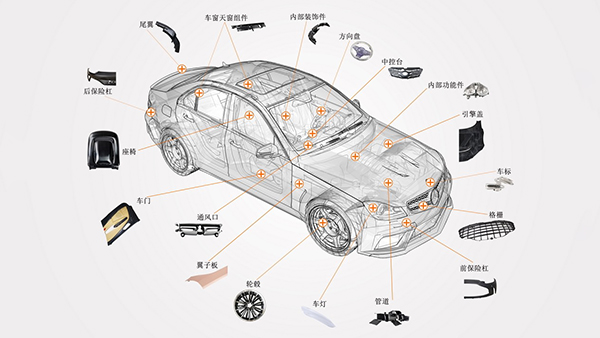 尾翼
车窗天窗组件
内部装饰件
方向盘
中控台
内部功能件
后保险杠
引擎盖
座椅
车标
车门
通风口
格栅
翼子板
前保险杠
轮毂
车灯
管道